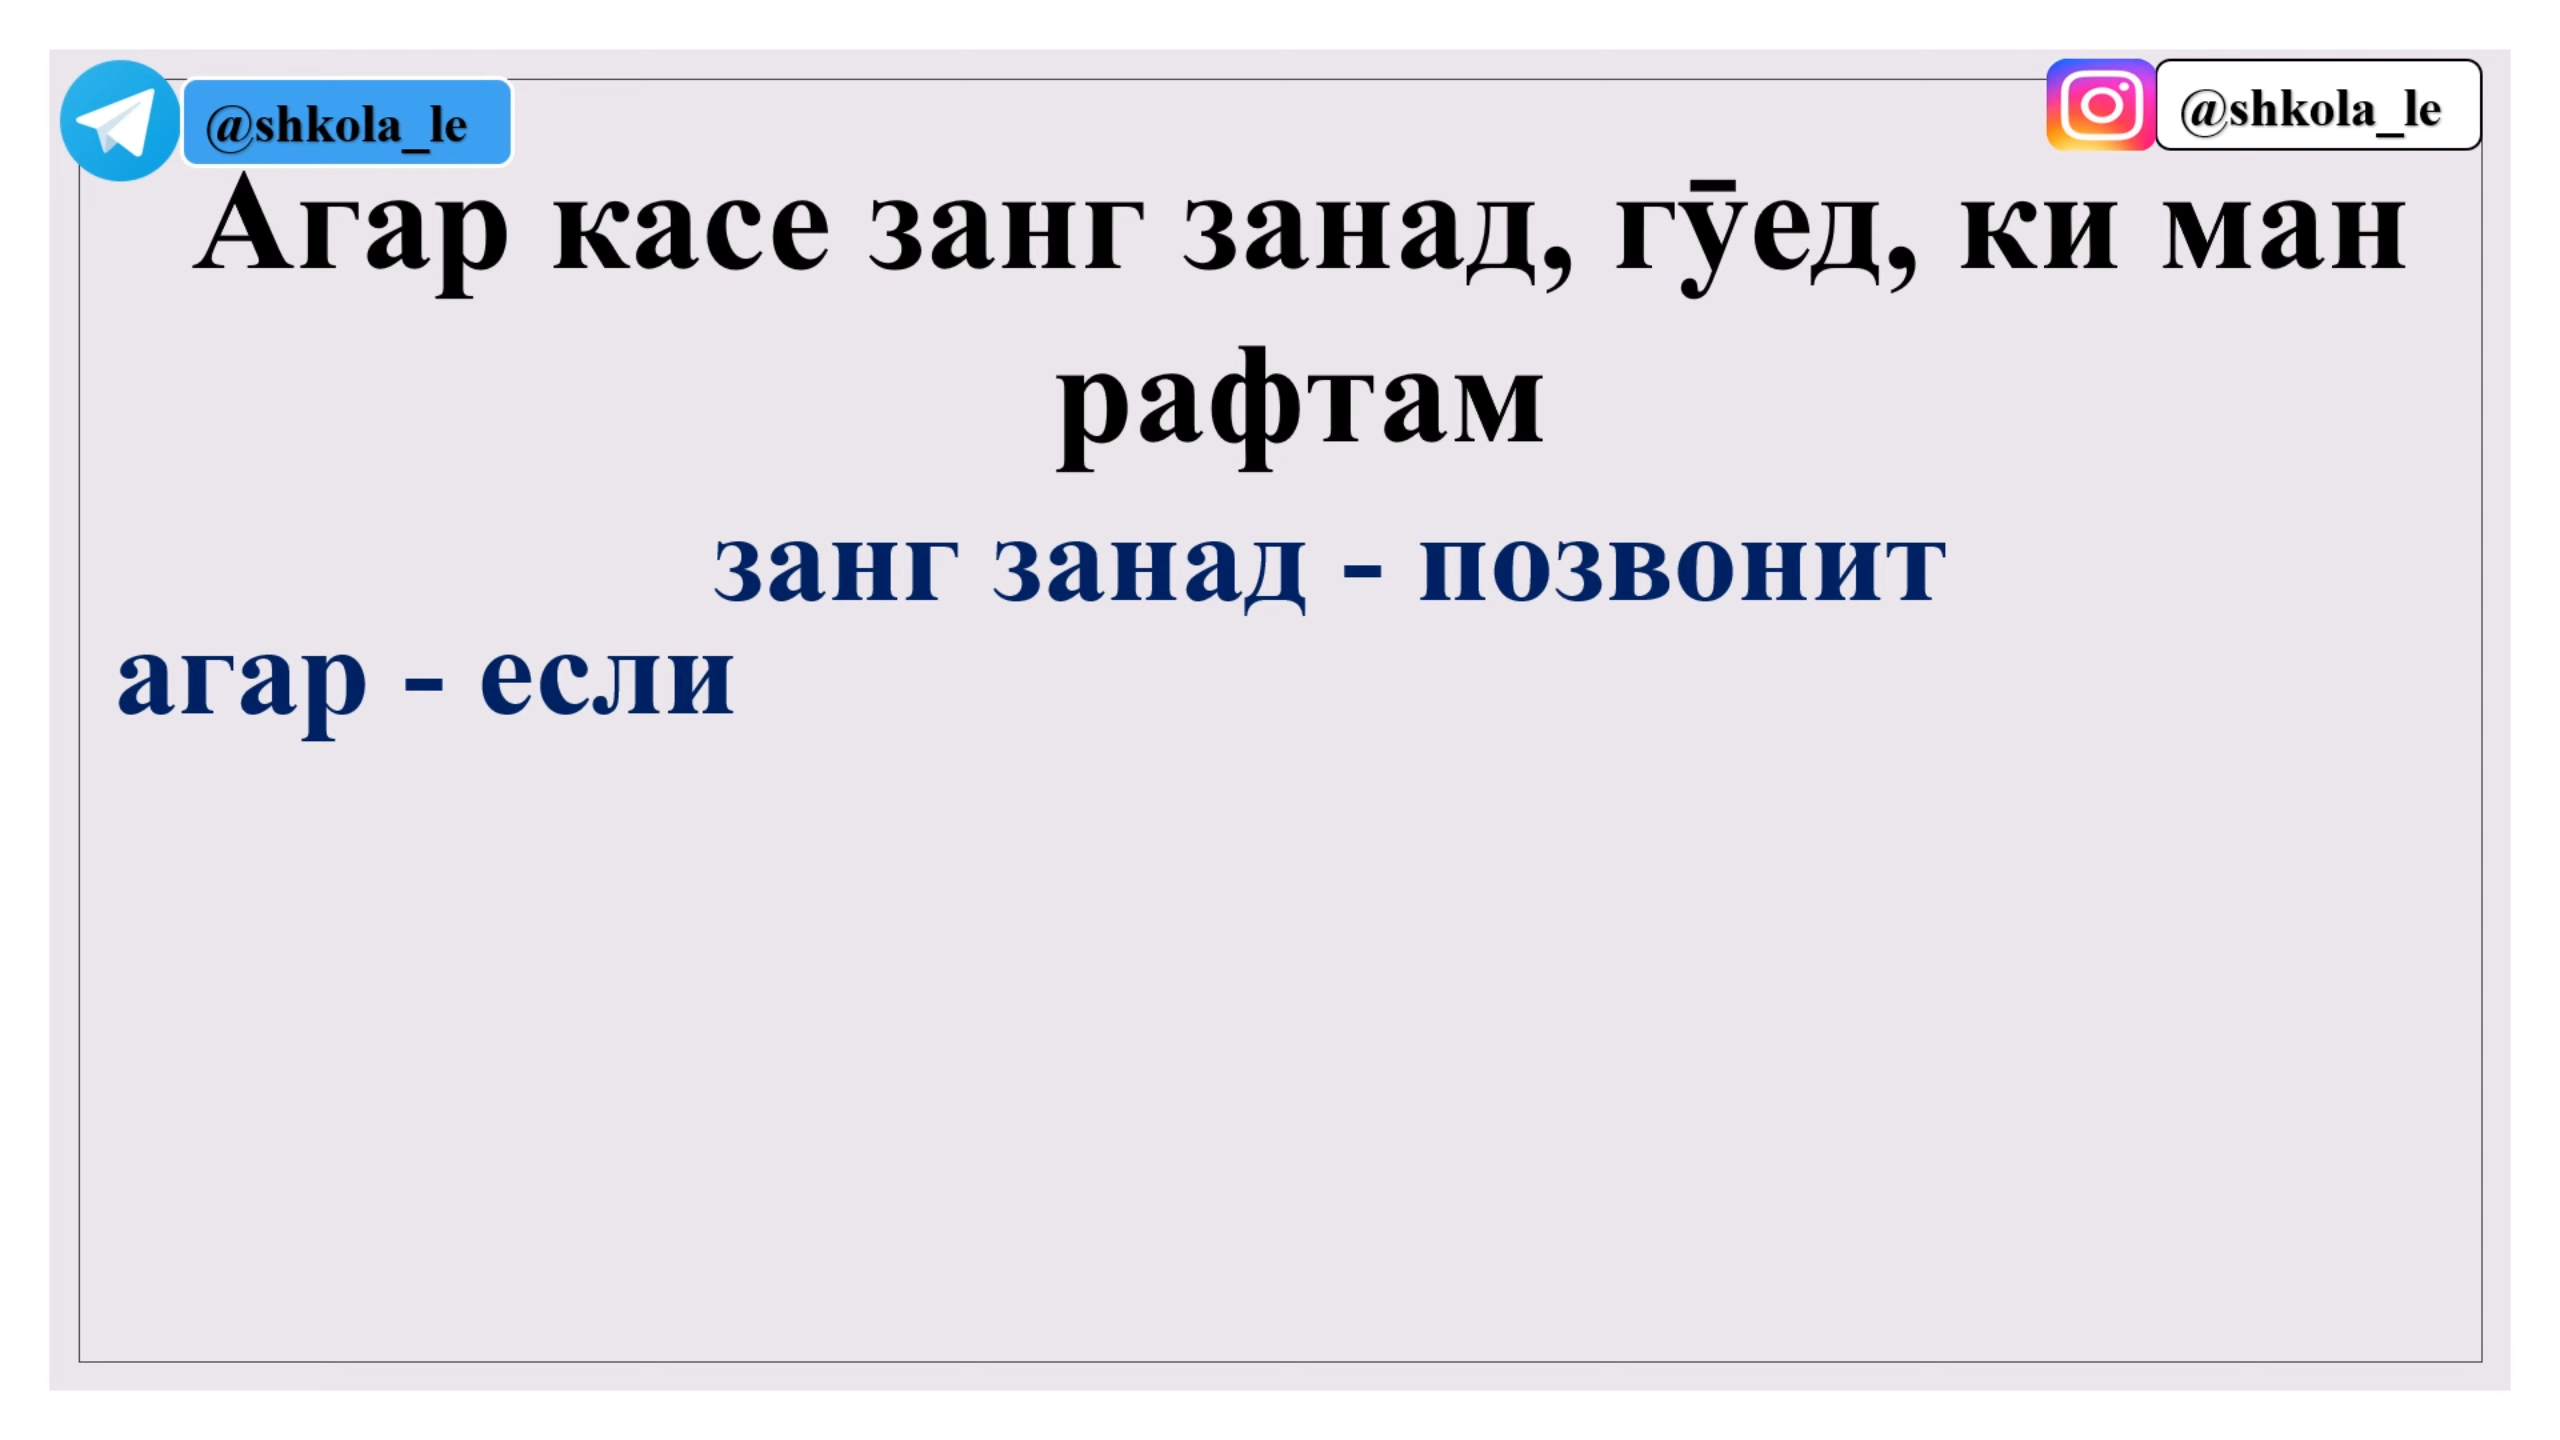 @shkola_le
@shkola_le
Агар касе занг занад, гӯед, ки ман
рафтам
занг занад - позвонит
агар - если